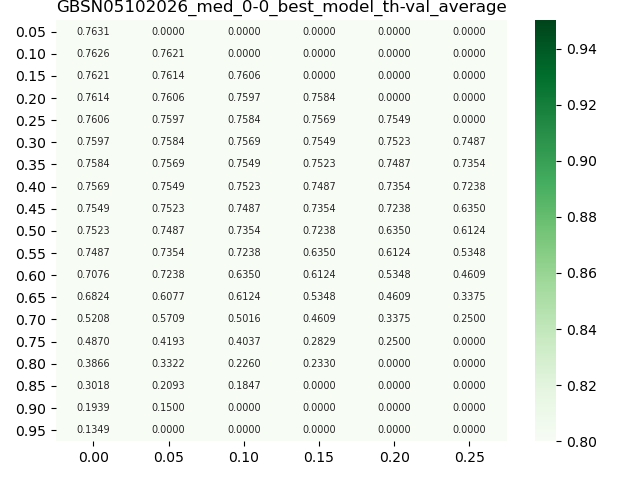 GBSN05102026_med_0-0_best_model_th-val_average
0.05 0.7631 0.0000 0.0000 0.0000 0.0000 0.0000
0.10 0.7626 0.7621 0.0000 0.0000 0.0000 0.0000
0.15 0.7621 0.7614 0.7606 0.0000 0.0000 0.0000
0.20 0.7614 0.7606 0.7597 0.7584 0.0000 0.0000
0.25 0.7606 0.7597 0.7584 0.7569 0.7549 0.0000
0.30 0.7597 0.7584 0.7569 0.7549 0.7523 0.7487
0.35 0.7584 0.7569 0.7549 0.7523 0.7487 0.7354
0.40 0.7569 0.7549 0.7523 0.7487 0.7354 0.7238
0.45 0.7549 0.7523 0.7487 0.7354 0.7238 0.6350
0.50 0.7523 0.7487 0.7354 0.7238 0.6350 0.6124
0.55 0.7487 0.7354 0.7238 0.6350 0.6124 0.5348
0.60 0.7076 0.7238 0.6350 0.6124 0.5348 0.4609
0.65 0.6824 0.6077 0.6124 0.5348 0.4609 0.3375
0.70 0.5208 0.5709 0.5016 0.4609 0.3375 0.2500
0.75 0.4870 0.4193 0.4037 0.2829 0.2500 0.0000
0.80 0.3866 0.3322 0.2260 0.2330 0.0000 0.0000
0.85 0.3018 0.2093 0.1847 0.0000 0.0000 0.0000
0.90 0.1939 0.1500 0.0000 0.0000 0.0000 0.0000
0.95 0.1349 0.0000 0.0000 0.0000 0.0000 0.0000
0.00 0.05 0.10 0.15 0.20 0.25
0.94
0.92
0.90
0.88
0.86
0.84
0.82
0.80